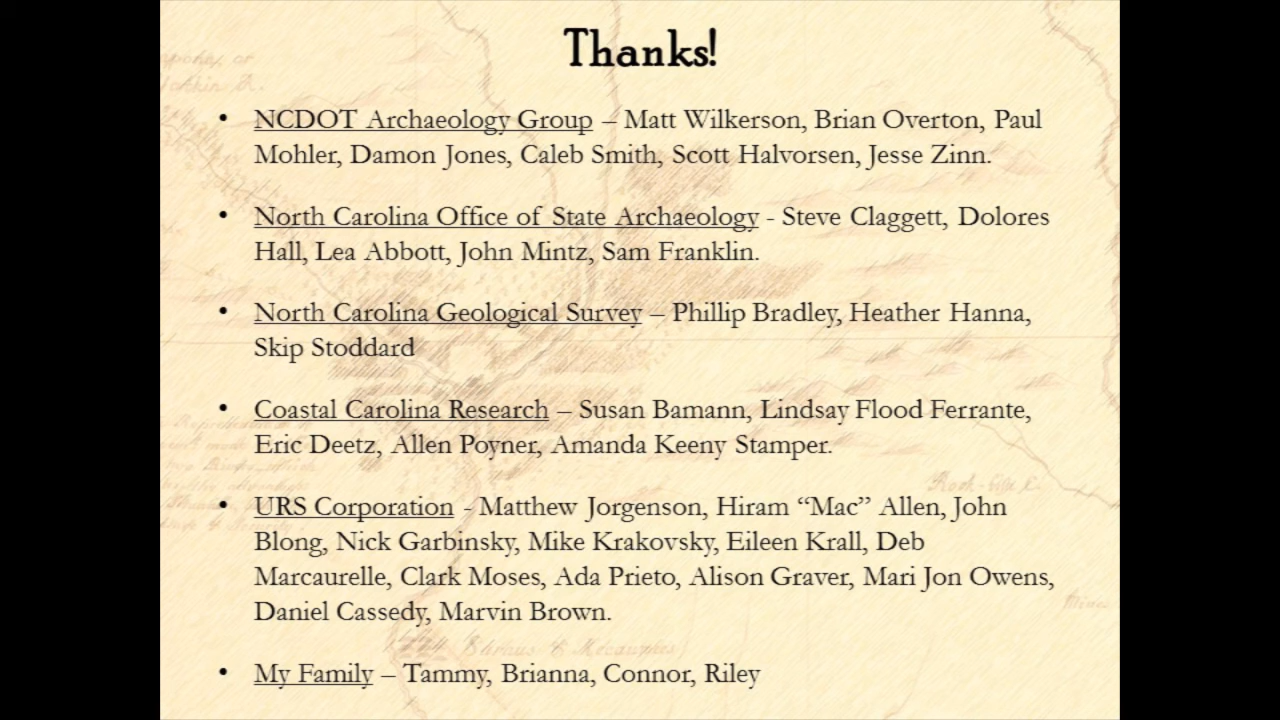 Thanks!
• NCDOT Archaeology Group – Matt Wilkerson, Brian Overton, Paul
Mohler, Damon Jones, Caleb Smith, Scott Halvorsen, Jesse Zinn.
• North Carolina Office of State Archaeology - Steve Claggett, Dolores
Hall, Lea Abbott, John Mintz, Sam Franklin.
• North Carolina Geological Survey – Phillip Bradley, Heather Hanna,
Skip Stoddard
• Coastal Carolina Research – Susan Bamann, Lindsay Flood Ferrante,
Eric Deetz, Allen Poyner, Amanda Keeny Stamper.
• URS Corporation - Matthew Jorgenson, Hiram “Mac” Allen, John
Blong, Nick Garbinsky, Mike Krakovsky, Eileen Krall, Deb
Marcaurelle, Clark Moses, Ada Prieto, Alison Graver, Mari Jon Owens,
Daniel Cassedy, Marvin Brown.
• My Family – Tammy, Brianna, Connor, Riley